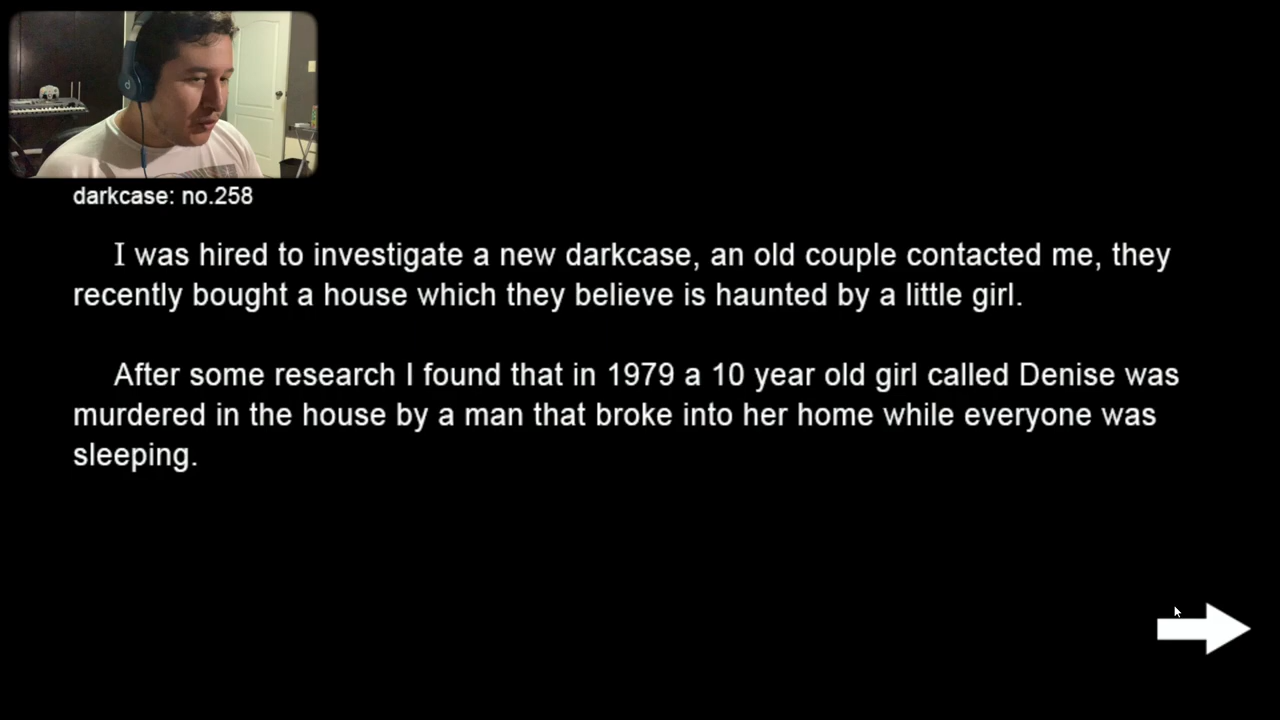 darkcase: no.258
I was hired to investigate a new darkcase, an old couple contacted me, they
recently bought a house which they believe is haunted by a little girl.
After some research I found that in 1979 a 10 year old girl called Denise was
murdered in the house by a man that broke into her home while everyone was
sleeping.